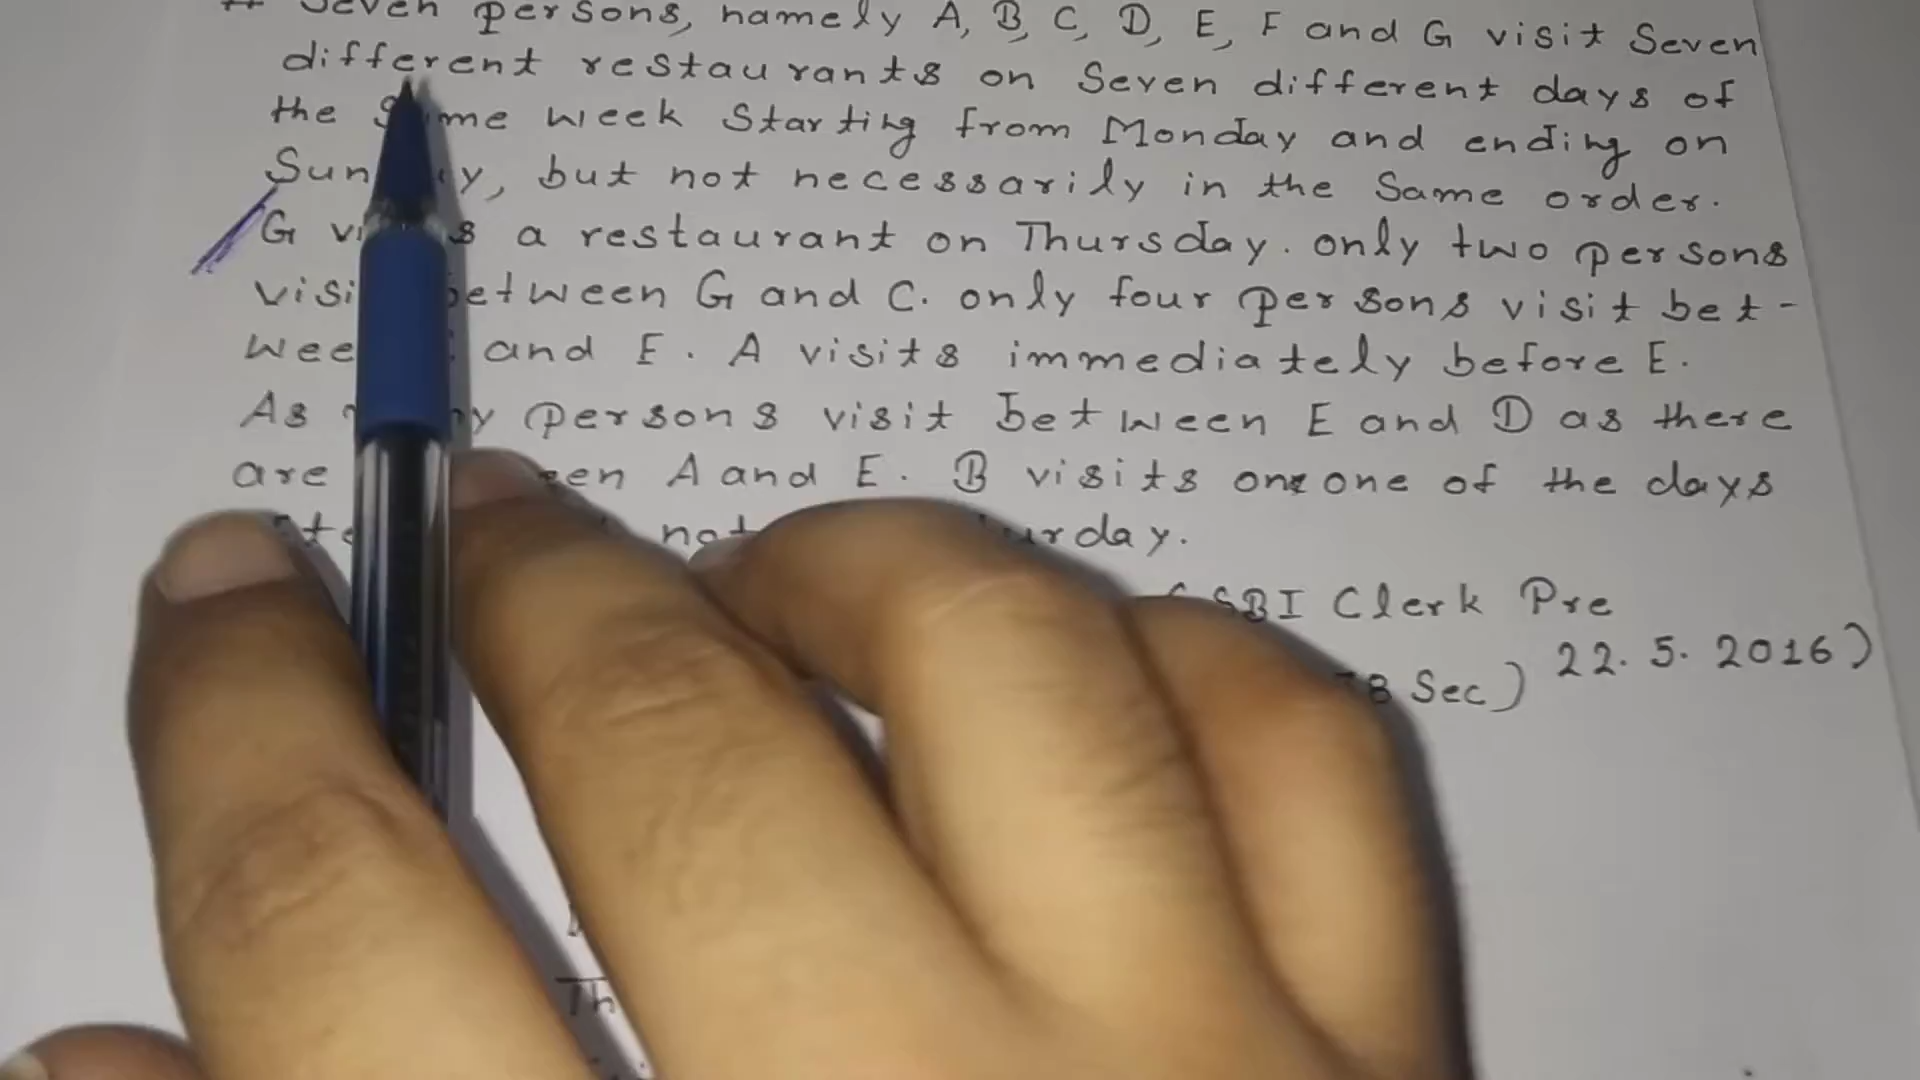 Seven persons, namely A, B, C, D, E, F and G visit Seven
different restaurants on Seven different days of
the week Starting from Monday and ending on
but not necessarily in the Same order.
G a restaurant on Thursday. only two persons
between G and C. only four persons visit bet-
and E. A visits immediately before E.
As persons visit between E and D as there
are A and E. B visits one of the days
not
SBI Clerk Pre
22. 5. 2016)
Sec)
Th